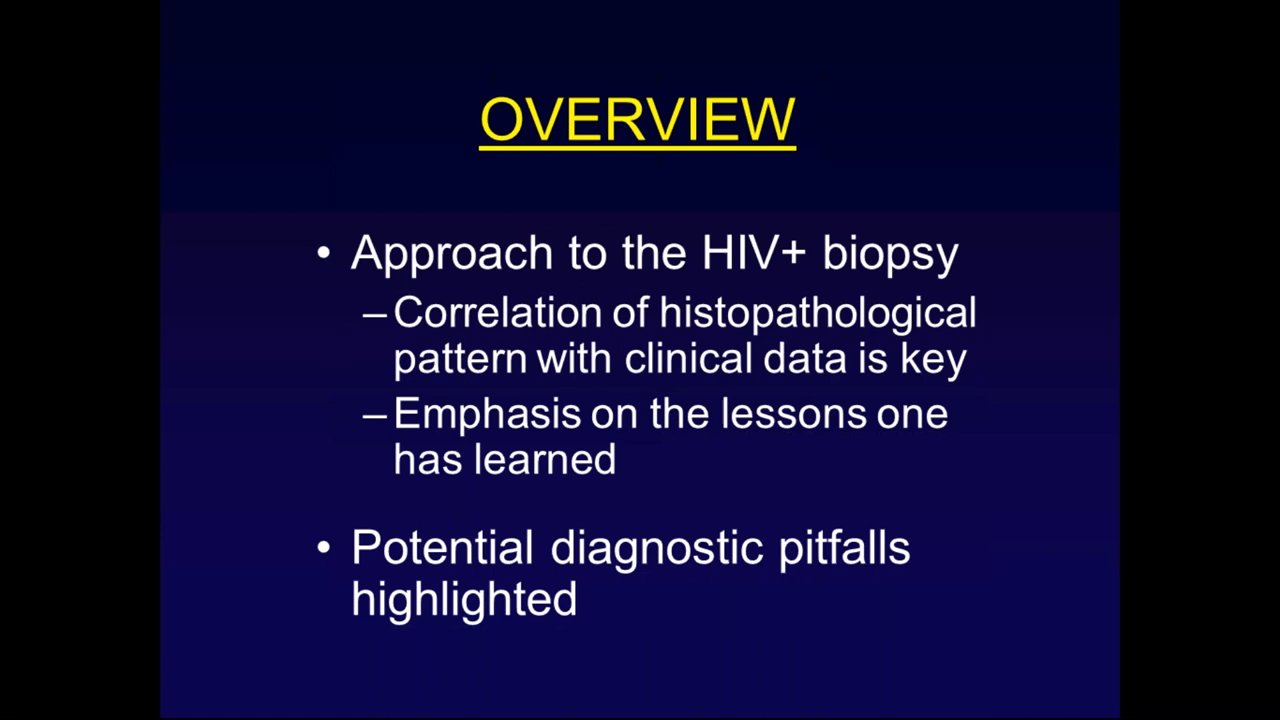 OVERVIEW
• Approach to the HIV+ biopsy
– Correlation of histopathological
pattern with clinical data is key
– Emphasis on the lessons one
has learned
• Potential diagnostic pitfalls
highlighted